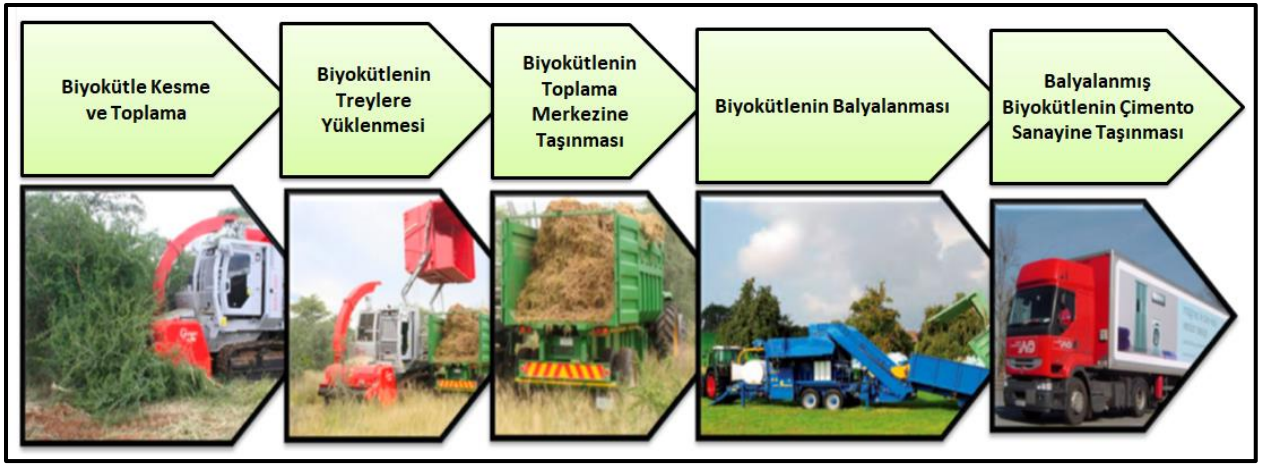 Biyokütle Kesme
ve Toplama
Biyokütlenin
Treylere
Yüklenmesi
Biyokütlenin
Toplama
Merkezine
Taşınması
Biyokütlenin Balyalanması
Balyalanmış
Biyokütlenin Çimento
Sanayine Taşınması